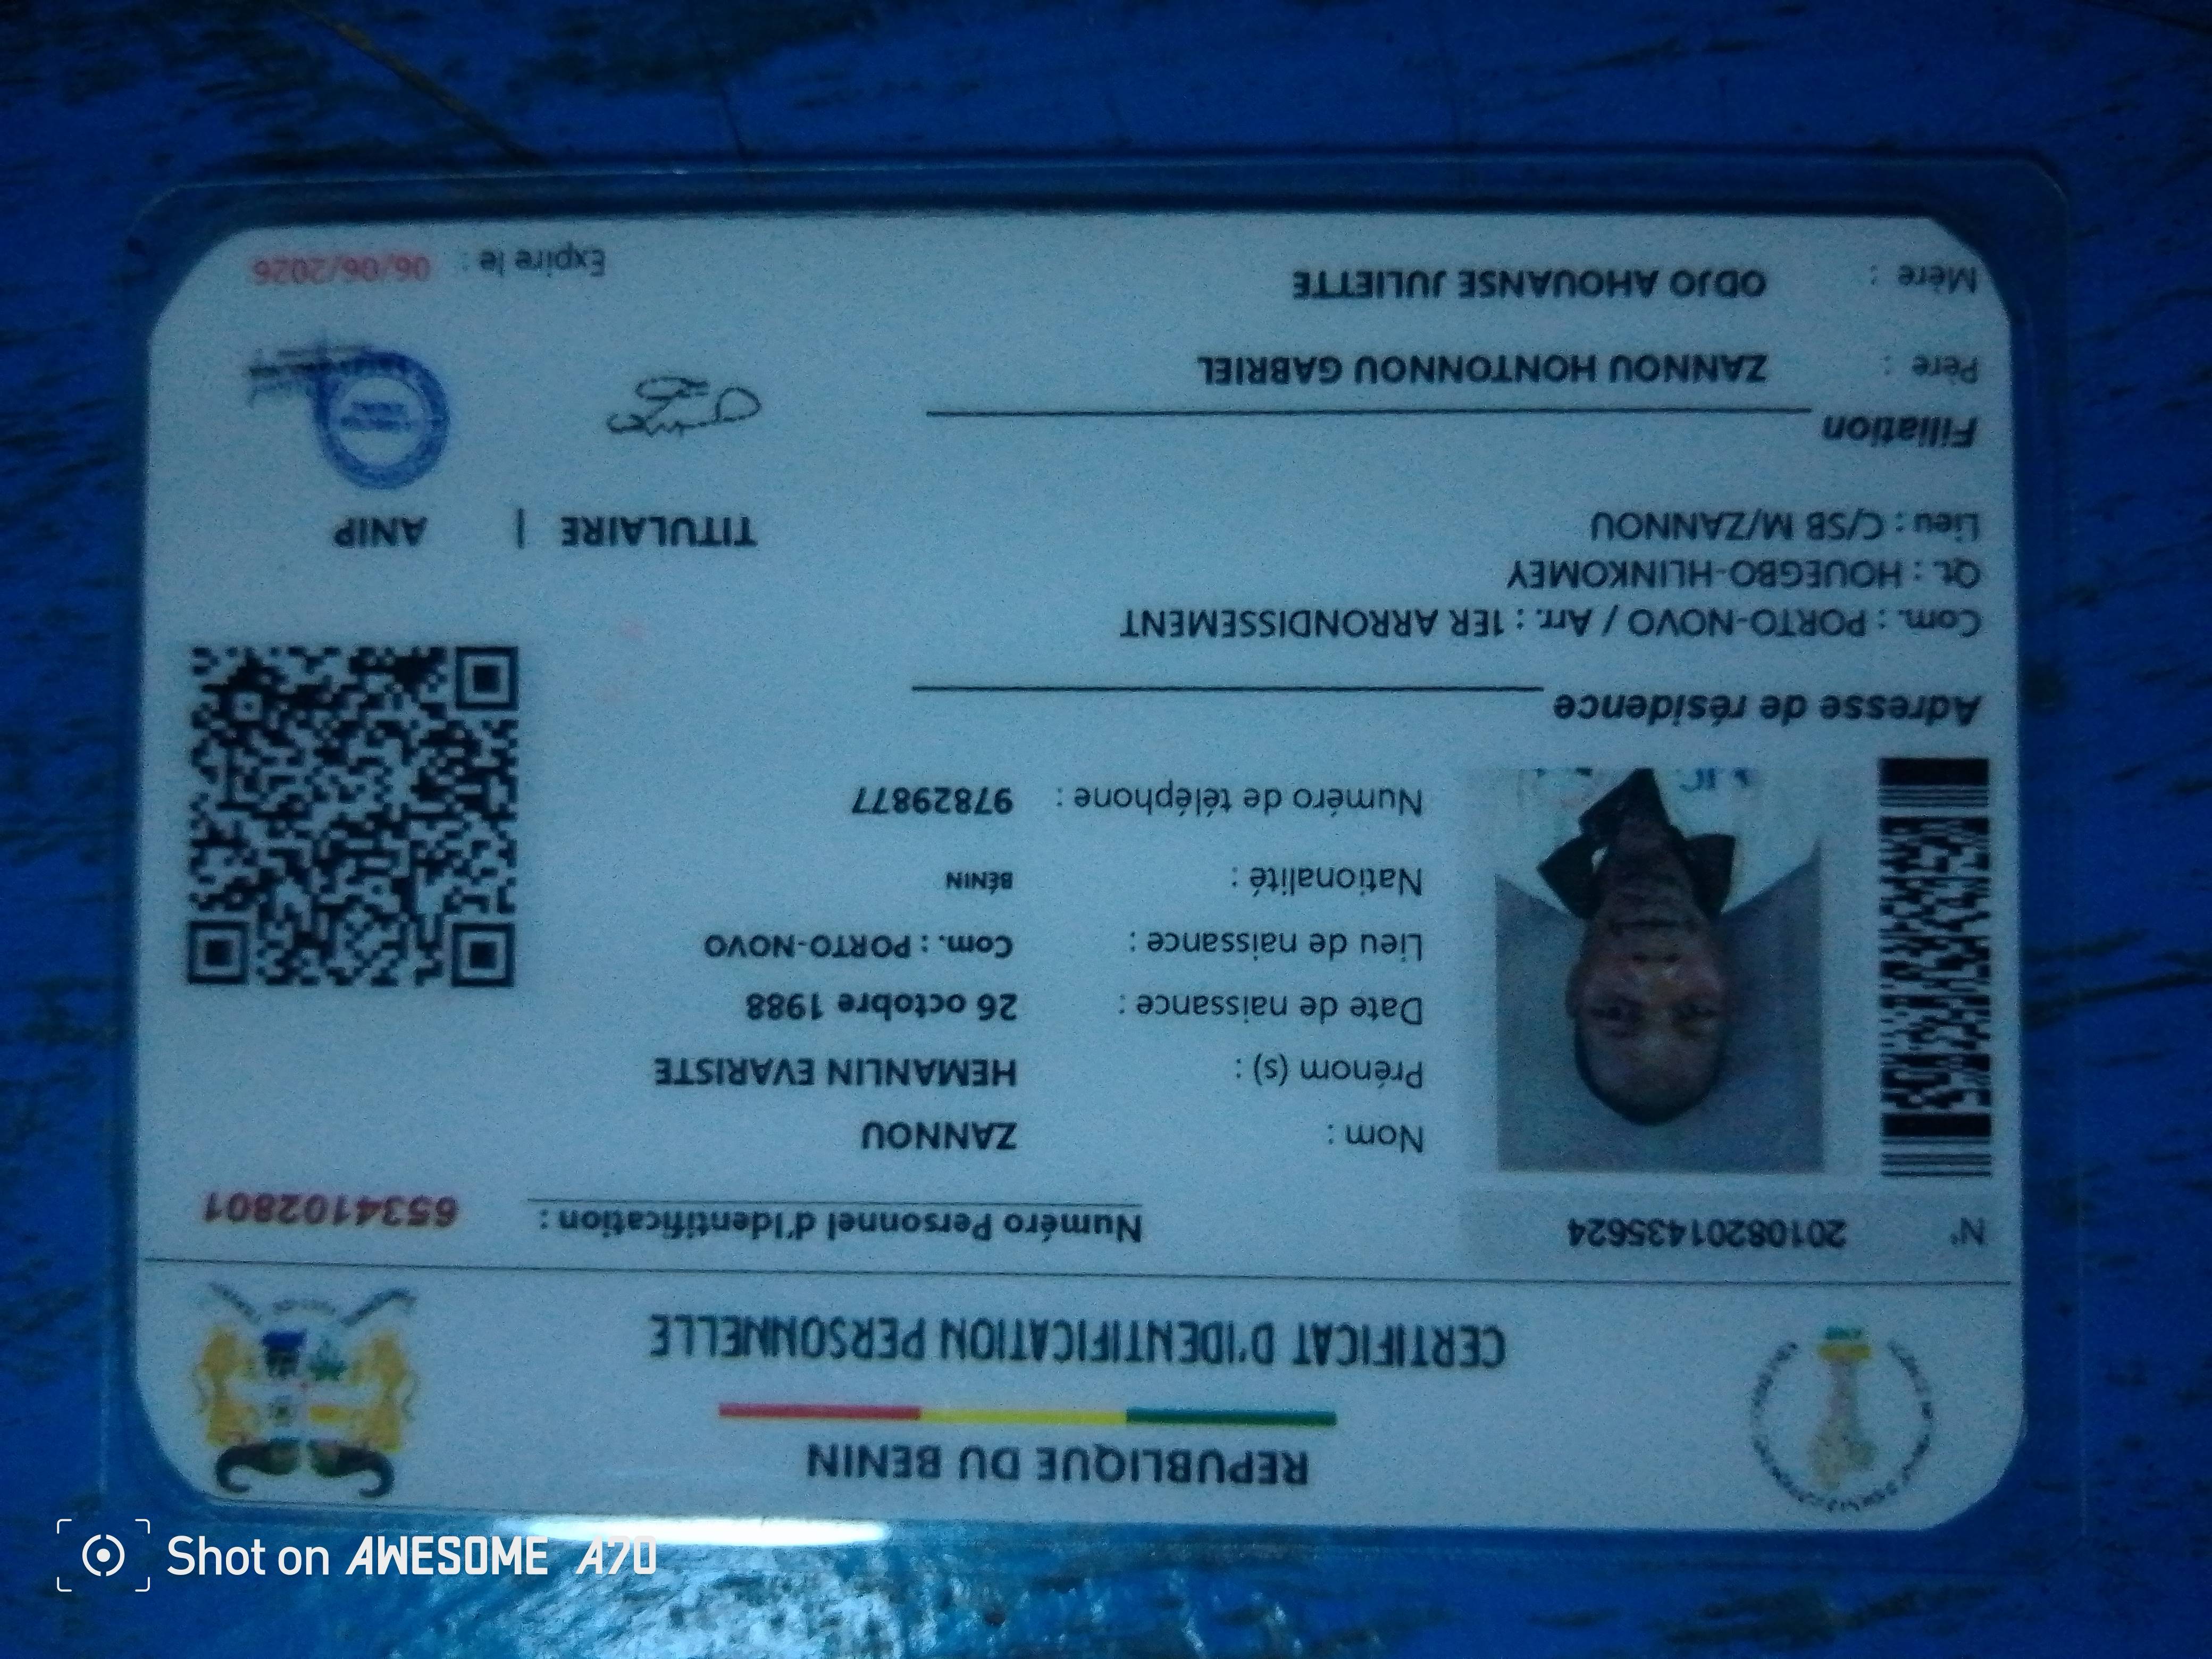 REPUBLIQUE DU BENIN
CERTIFICAT D'IDENTIFICATION PERSONNELLE
N° 20108201435624
Numéro Personnel d'Identification : 6534102801
Nom : ZANNOU
Prénom (s) : HEMANLIN EVARISTE
Date de naissance : 26 octobre 1988
Lieu de naissance : Com. : PORTO-NOVO
Nationalité : BÉNIN
Numéro de téléphone : 97829877
Adresse de résidence
Com. : PORTO-NOVO / Arr. : 1ER ARRONDISSEMENT
Qt. : HOUEGBO-HLINKOMEY
Lieu : C/SB M/ZANNOU
TITULAIRE | ANIP
Filiation
Père : ZANNOU HONTONNOU GABRIEL
Mère : ODJO AHOUANSE JULIETTE
Expire le : 06/06/2026
Shot on AWESOME A70